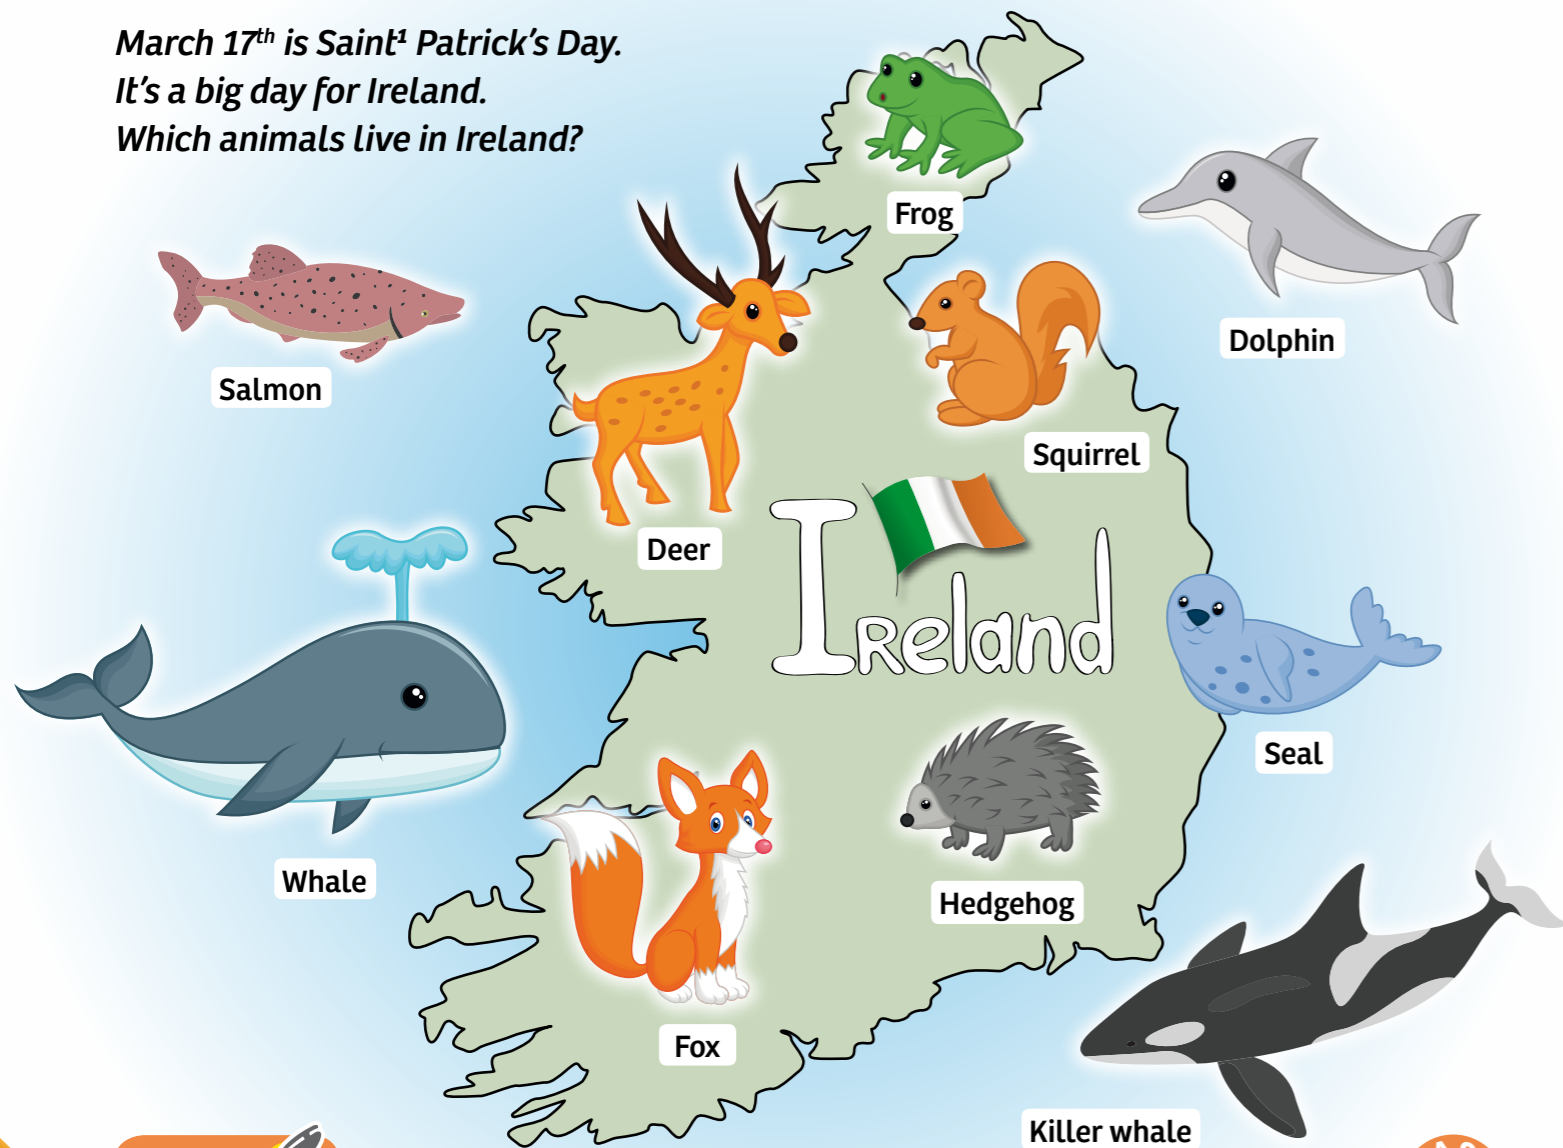 March 17th is Saint¹ Patrick's Day.
It's a big day for Ireland.
Which animals live in Ireland?
Frog
Dolphin
Salmon
Squirrel
Deer
Ireland
Seal
Whale
Hedgehog
Fox
Killer whale